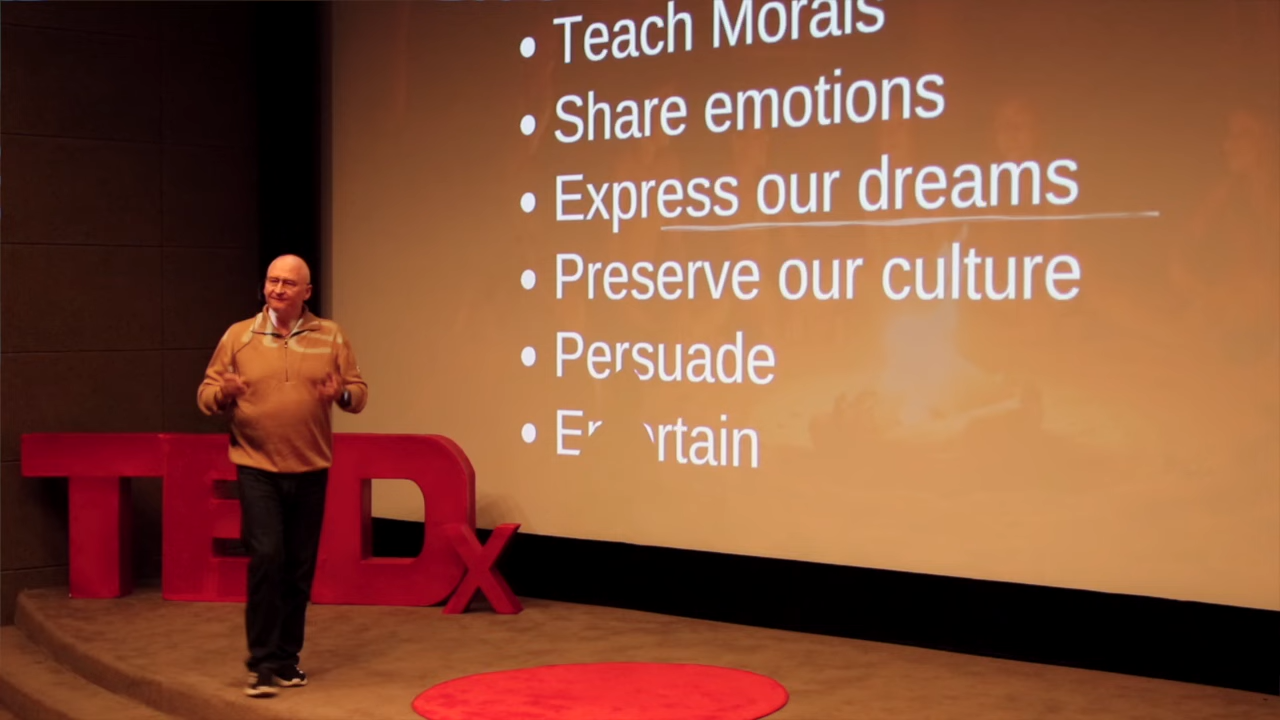 • Teach Morals
• Share emotions
• Express our dreams
• Preserve our culture
• Persuade
TEDx